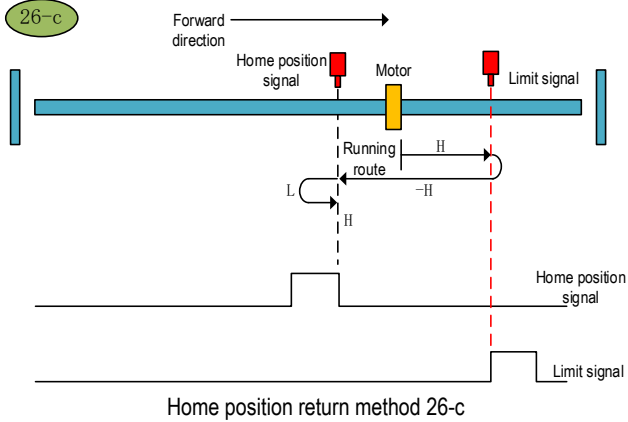 26-c
Forward
direction
Home position
signal
Motor
Limit signal
Running
route
H
-H
L
H
Home position
signal
Limit signal
Home position return method 26-c